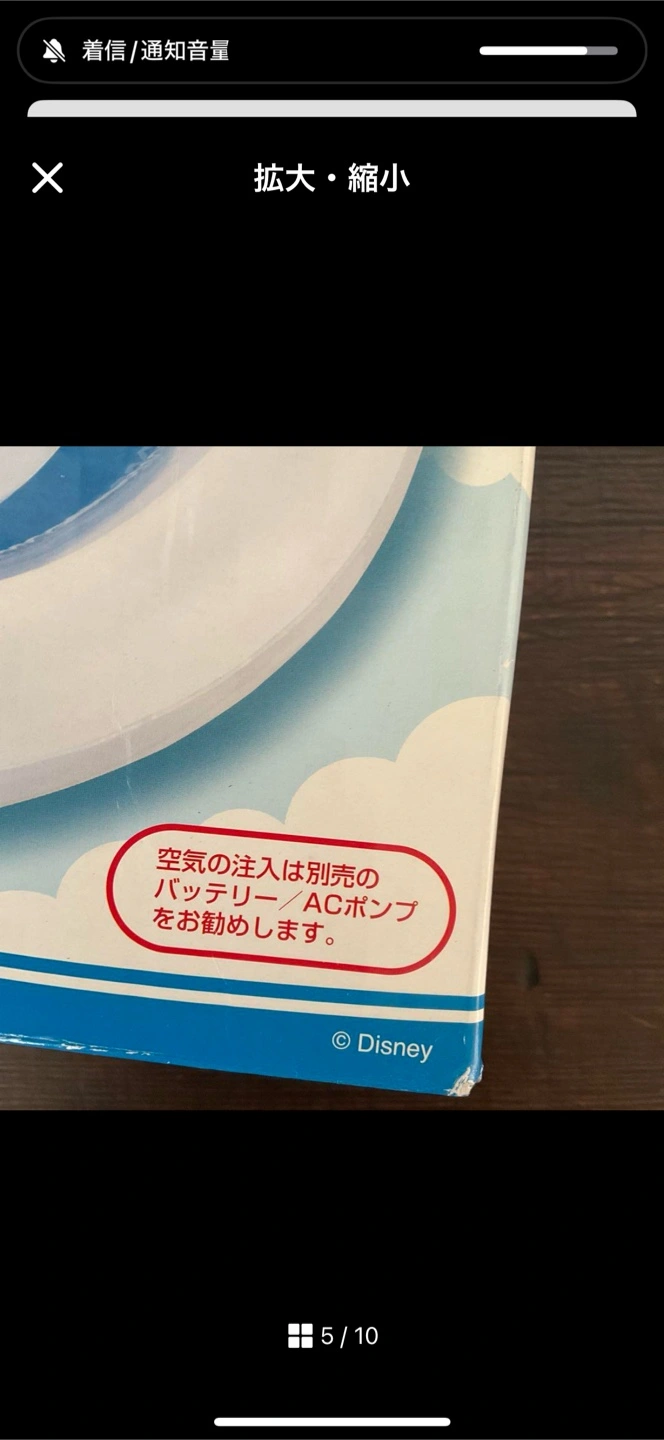 着信/通知音量
拡大・縮小
空気の注入は別売の
バッテリー／ACポンプ
をお勧めします。
© Disney
5 / 10